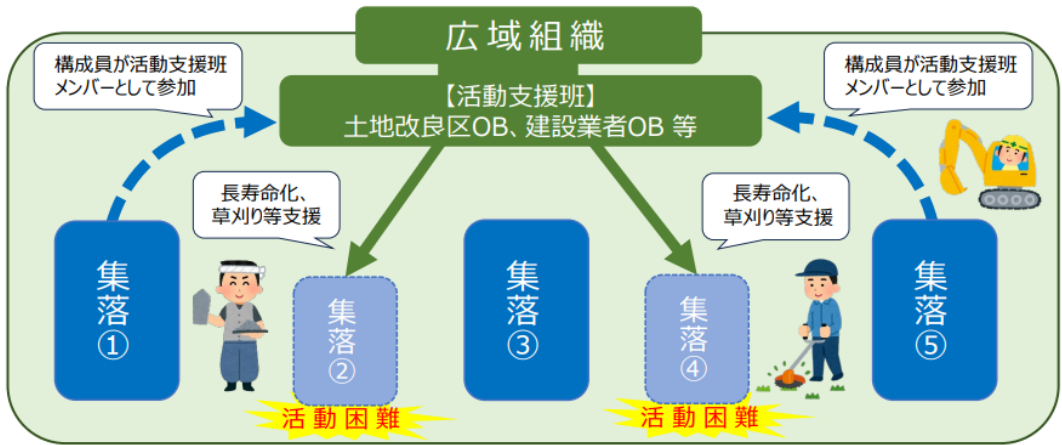 広域組織
【活動支援班】
土地改良区OB、建設業者OB 等
構成員が活動支援班
メンバーとして参加
構成員が活動支援班
メンバーとして参加
長寿命化、
草刈り等支援
長寿命化、
草刈り等支援
集落①
集落②
集落③
集落④
集落⑤
活動困難
活動困難